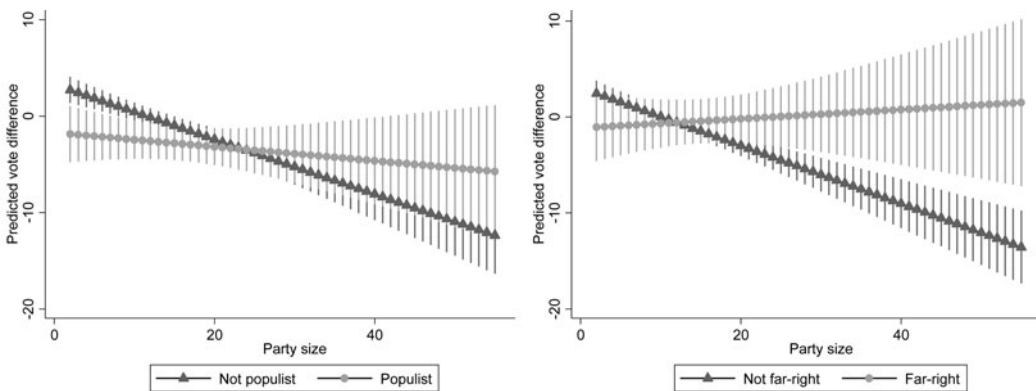 Predicted vote difference
10
0
-10
-20
0
20
40
Party size
Not populist
Populist
Predicted vote difference
10
0
-10
-20
0
20
40
Party size
Not far-right
Far-right